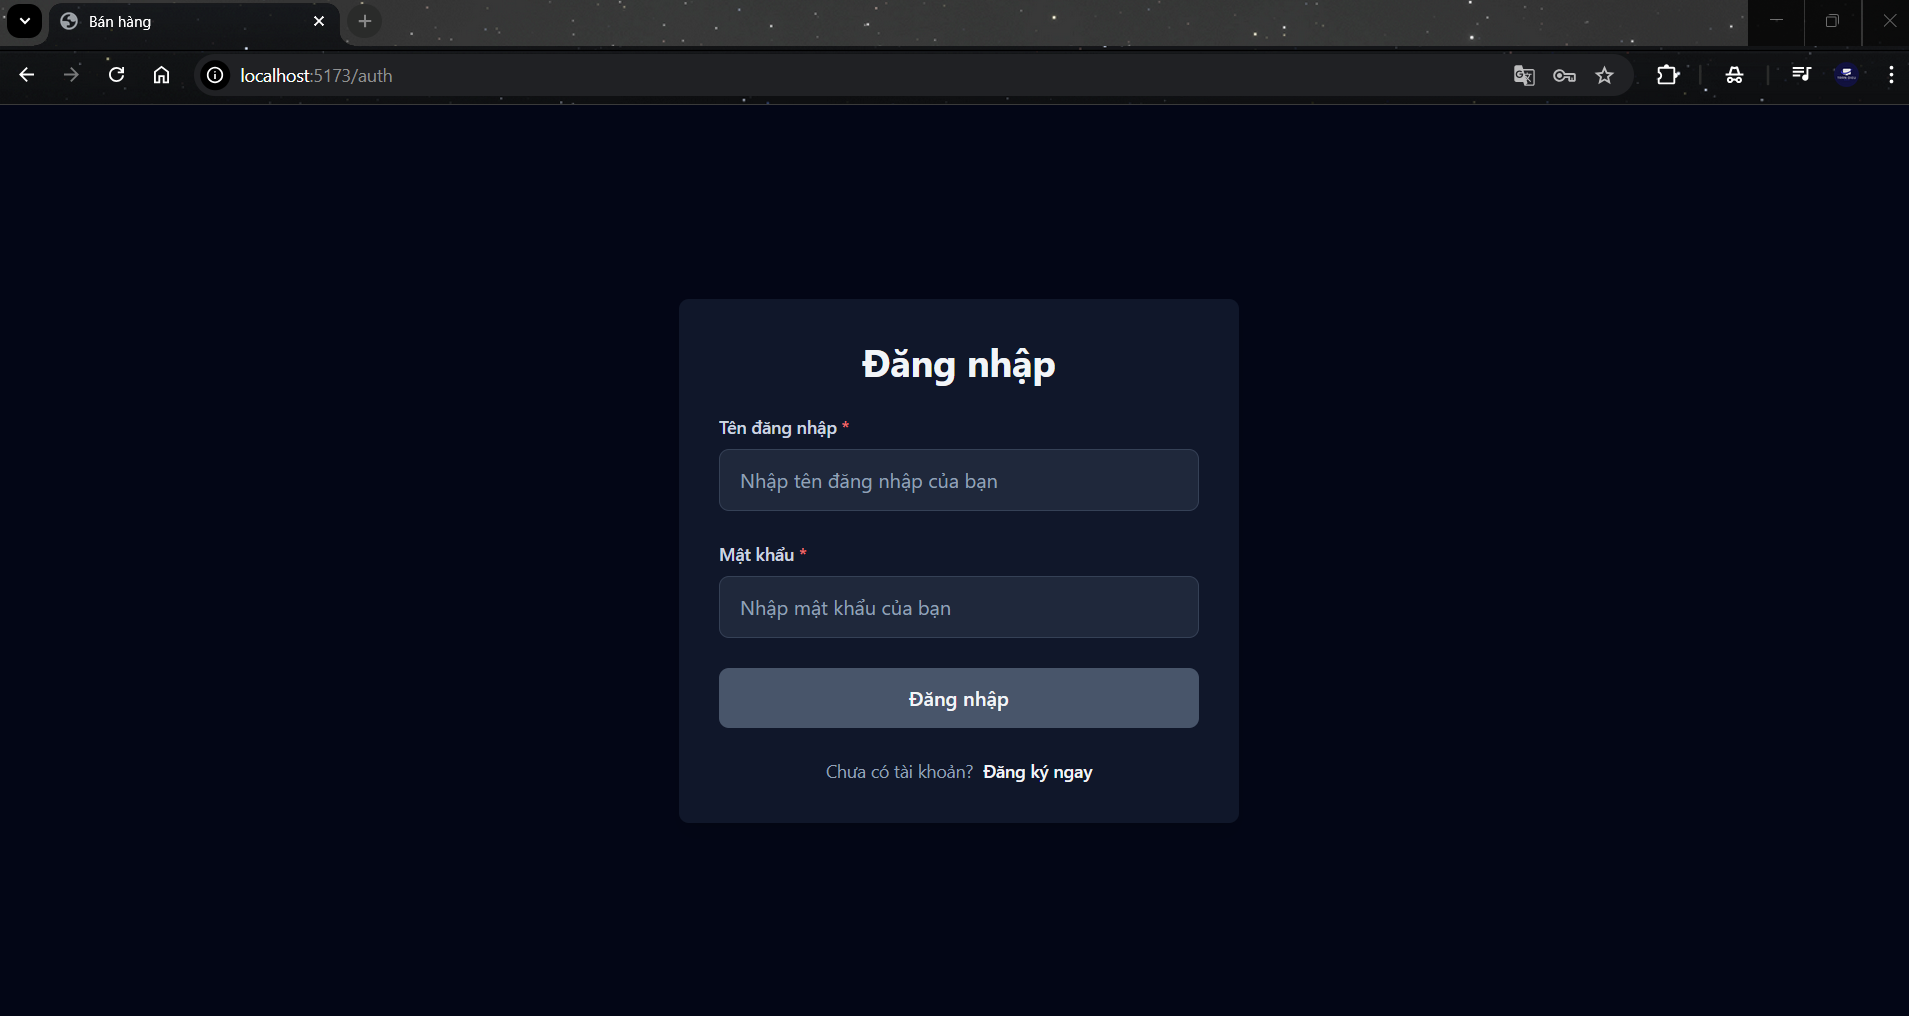 Bán hàng
localhost:5173/auth
Đăng nhập
Tên đăng nhập *
Nhập tên đăng nhập của bạn
Mật khẩu *
Nhập mật khẩu của bạn
Đăng nhập
Chưa có tài khoản? Đăng ký ngay